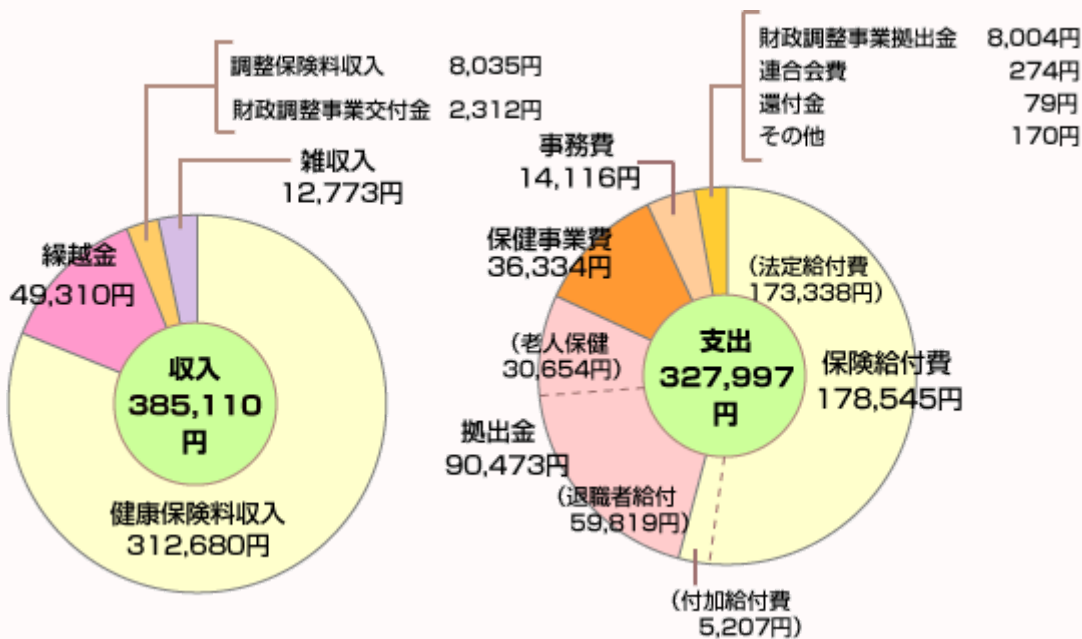 調整保険料収入 8,035円
財政調整事業交付金 2,312円
雑収入
12,773円
繰越金
49,310円
収入
385,110
円
健康保険料収入
312,680円
財政調整事業拠出金 8,004円
連合会費 274円
還付金 79円
その他 170円
事務費
14,116円
保健事業費
36,334円
(法定給付費
173,338円)
(老人保健
30,654円)
支出
327,997
円
保険給付費
178,545円
拠出金
90,473円
(退職者給付
59,819円)
(付加給付費
5,207円)